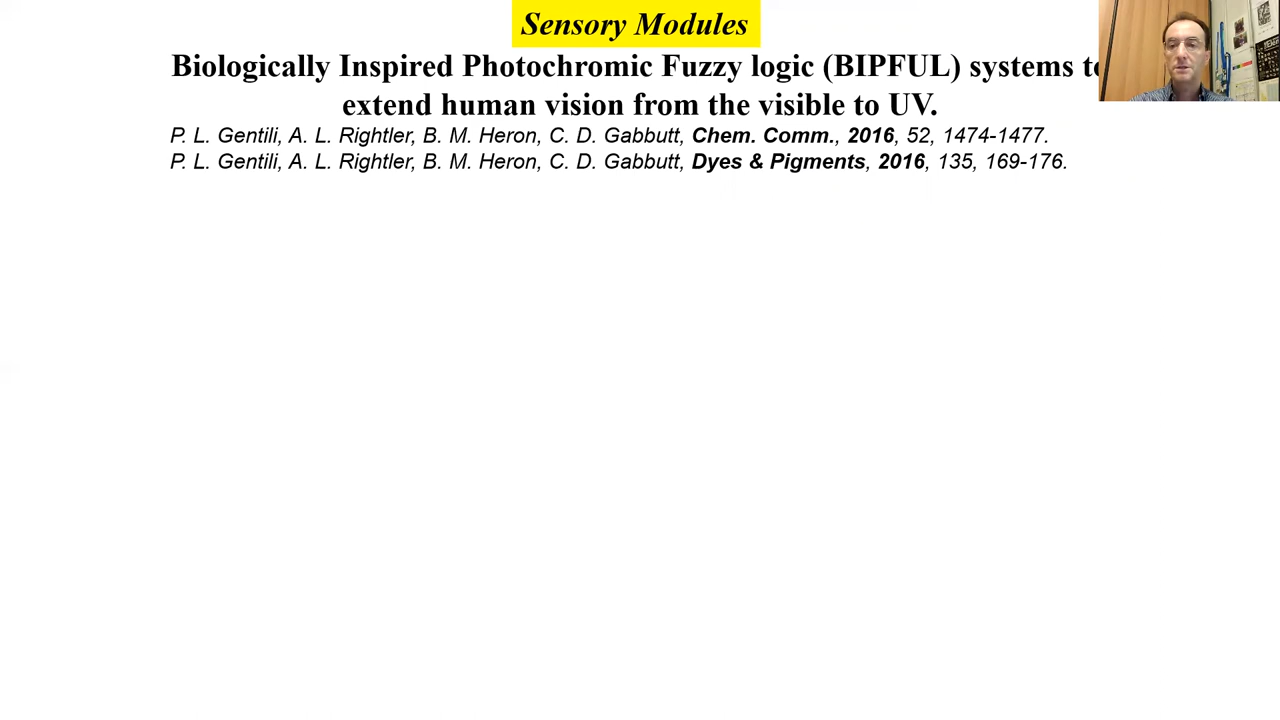 Sensory Modules
Biologically Inspired Photochromic Fuzzy logic (BIPFUL) systems to
extend human vision from the visible to UV.
P. L. Gentili, A. L. Rightler, B. M. Heron, C. D. Gabbutt, Chem. Comm., 2016, 52, 1474-1477.
P. L. Gentili, A. L. Rightler, B. M. Heron, C. D. Gabbutt, Dyes & Pigments, 2016, 135, 169-176.